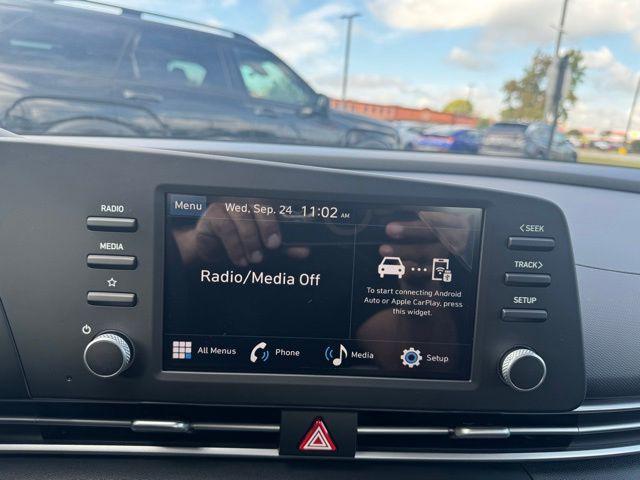 Menu
Wed, Sep. 24 11:02 AM
RADIO
MEDIA
Radio/Media Off
To start connecting Android
Auto or Apple CarPlay, press
this widget.
All Menus
Phone
Media
Setup
<SEEK
TRACK>
SETUP